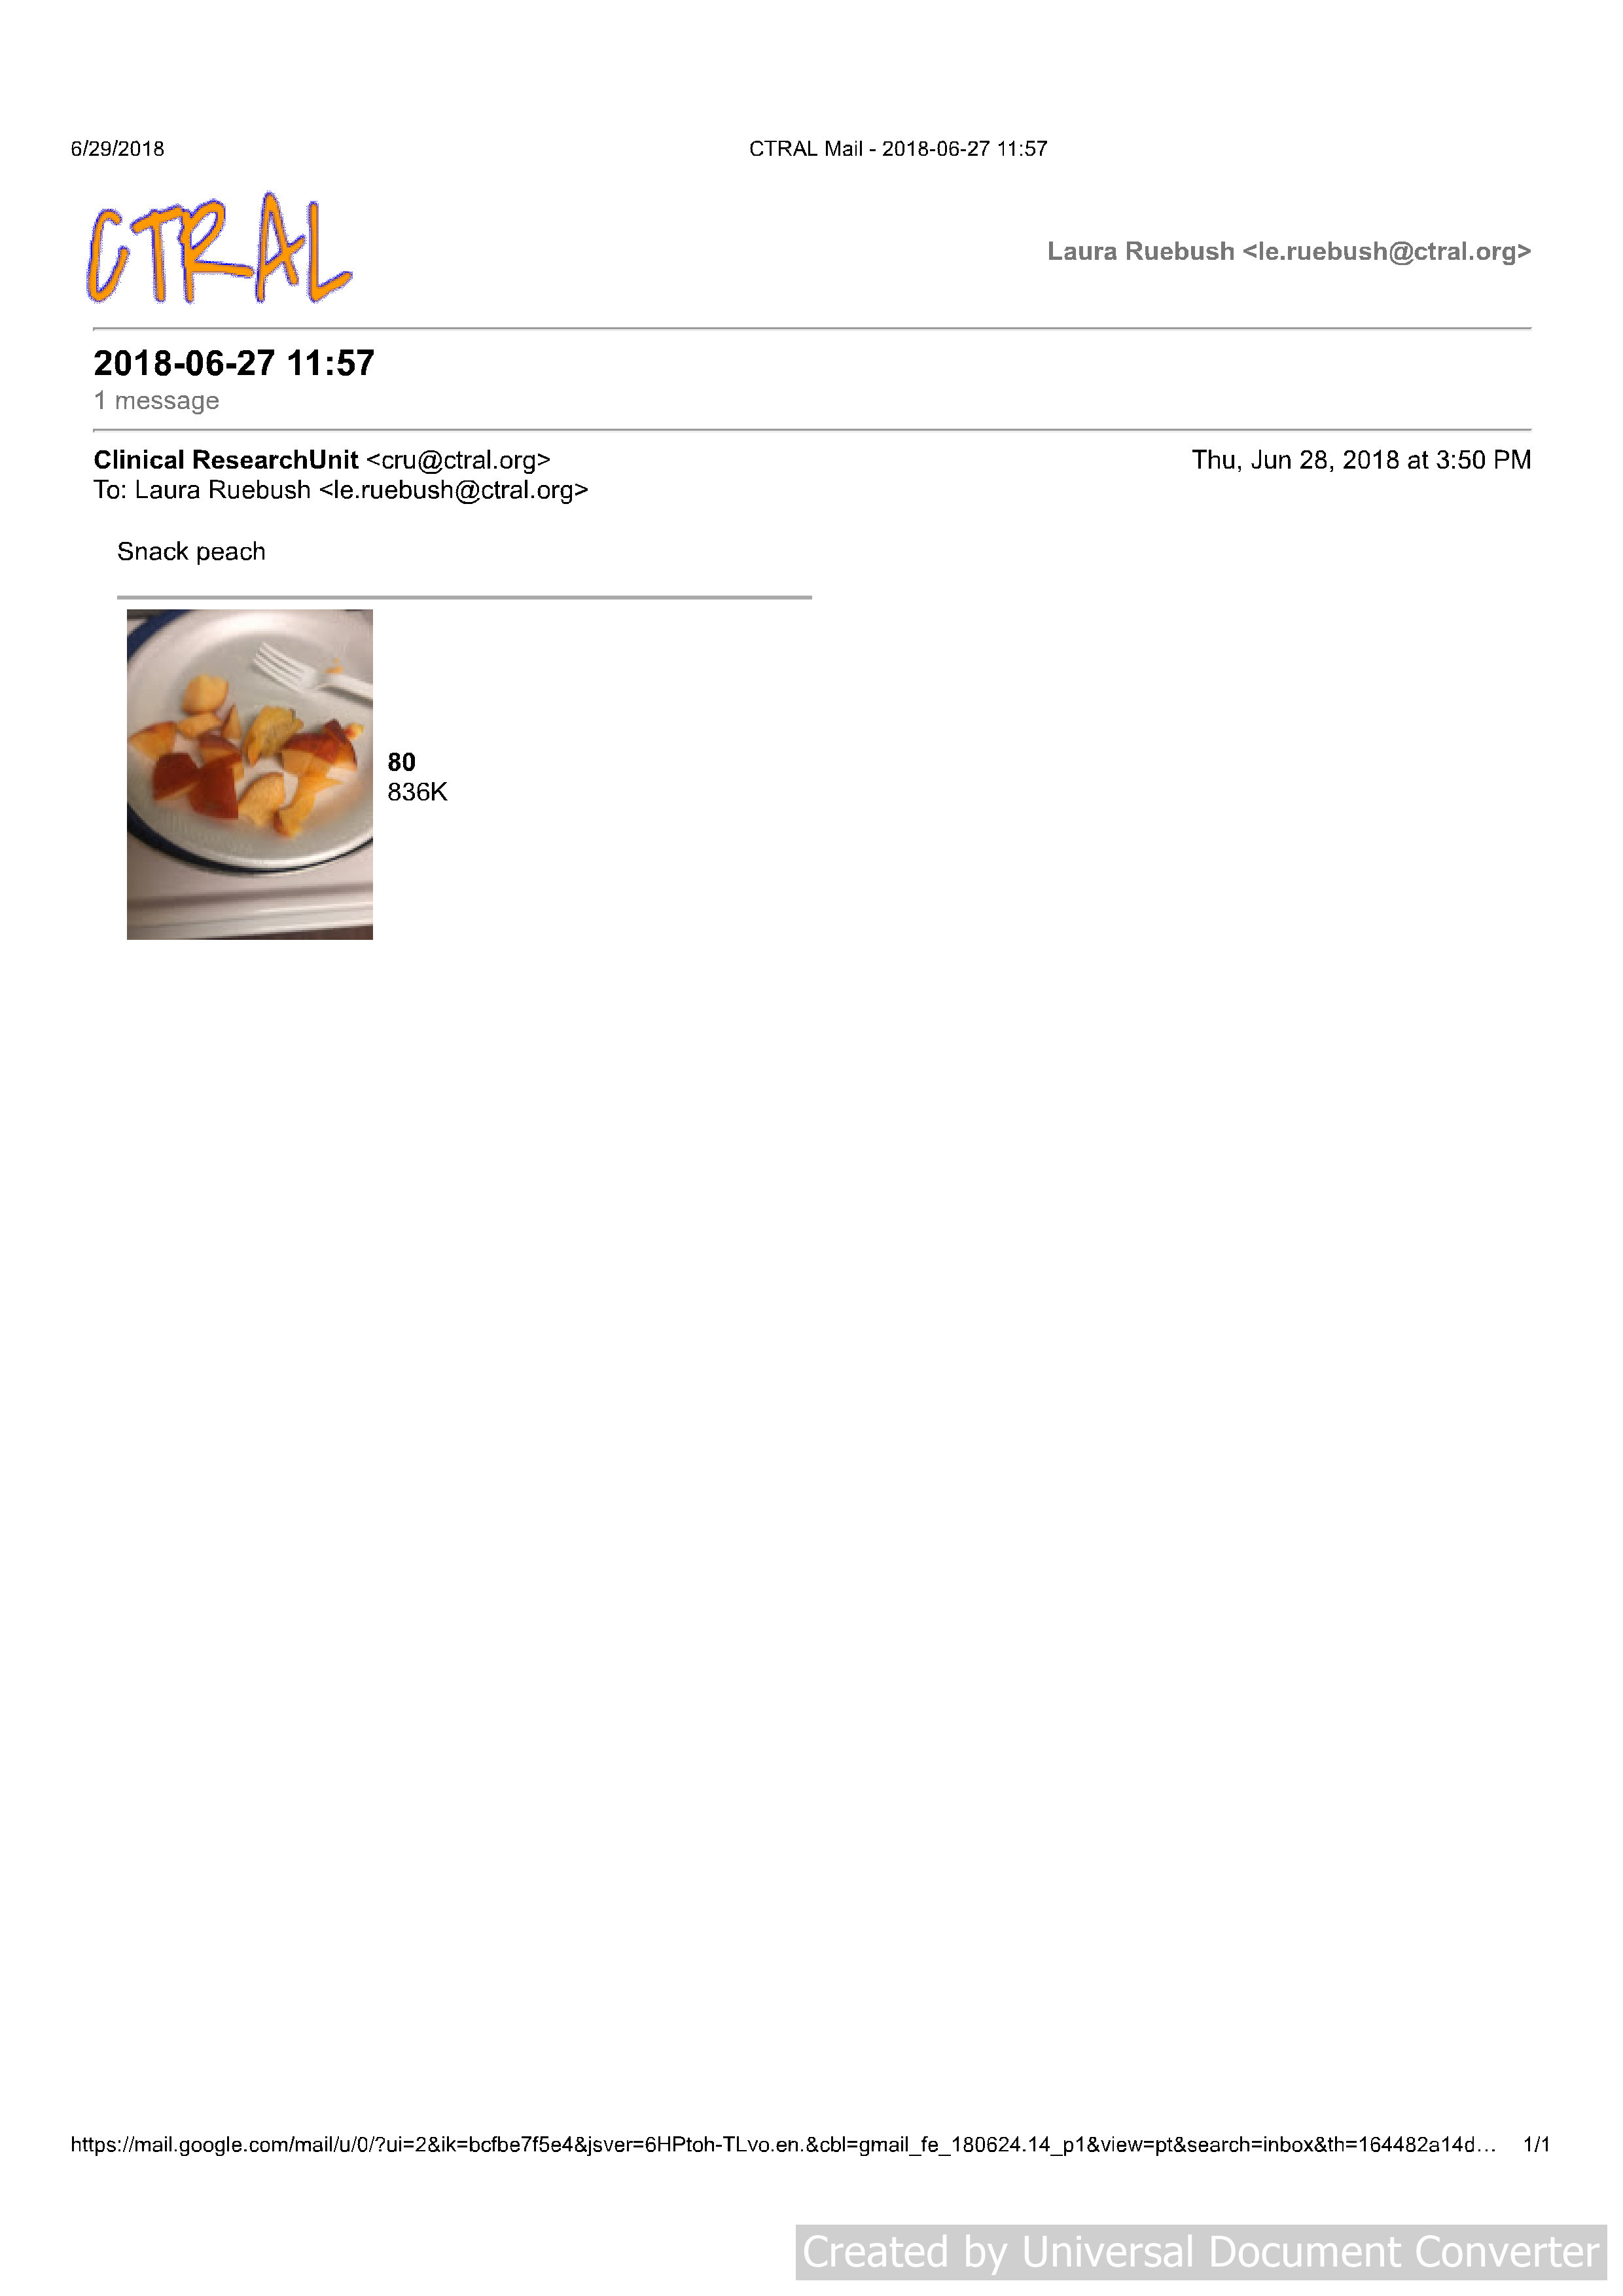 6/29/2018 CTRAL Mail - 2018-06-27 11:57
CTRAL
Laura Ruebush <le.ruebush@ctral.org>
2018-06-27 11:57
1 message
Clinical ResearchUnit <cru@ctral.org> Thu, Jun 28, 2018 at 3:50 PM
To: Laura Ruebush <le.ruebush@ctral.org>
Snack peach
80
836K
https://mail.google.com/mail/u/0/?ui=2&ik=bcfbe7f5e4&jsver=6HPtoh-TLvo.en.&cbl=gmail_fe_180624.14_p1&view=pt&search=inbox&th=164482a14d... 1/1
Created by Universal Document Converter